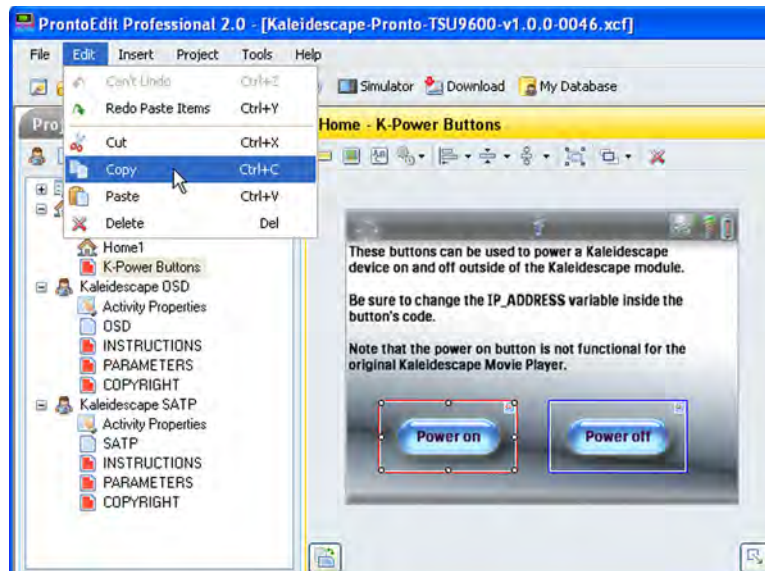 ProntoEdit Professional 2.0 - [Kaleidescape-Pronto-TSU9600-v1.0.0-0046.xcf]
File Edit Insert Project Tools Help
Can't Undo Ctrl+Z
Redo Paste Items Ctrl+Y
Cut Ctrl+X
Copy Ctrl+C
Paste Ctrl+V
Delete Del
Simulator Download My Database
Home - K-Power Buttons
Home1
K-Power Buttons
Kaleidescape OSD
Activity Properties
OSD
INSTRUCTIONS
PARAMETERS
COPYRIGHT
Kaleidescape SATP
Activity Properties
SATP
INSTRUCTIONS
PARAMETERS
COPYRIGHT
These buttons can be used to power a Kaleidescape
device on and off outside of the Kaleidescape module.
Be sure to change the IP_ADDRESS variable inside the
button's code.
Note that the power on button is not functional for the
original Kaleidescape Movie Player.
Power on Power off